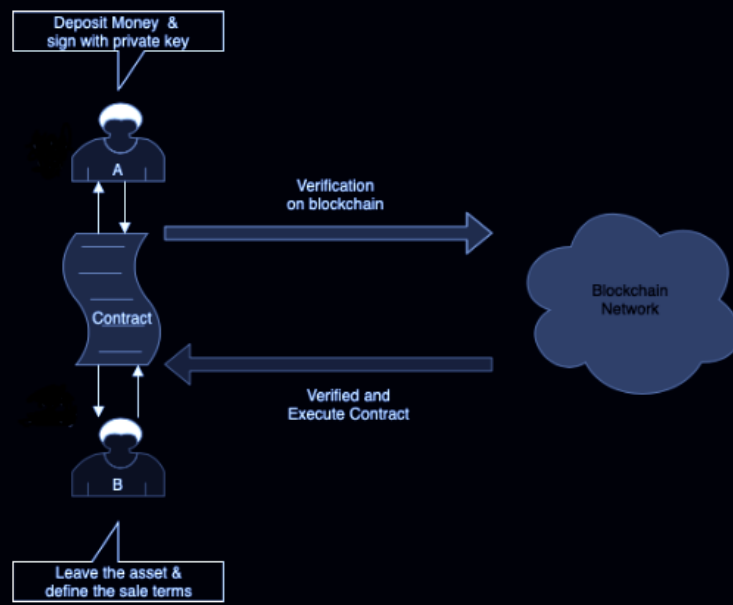 Deposit Money &
sign with private key
A
Verification
on blockchain
Blockchain
Network
Contract
Verified and
Execute Contract
B
Leave the asset &
define the sale terms